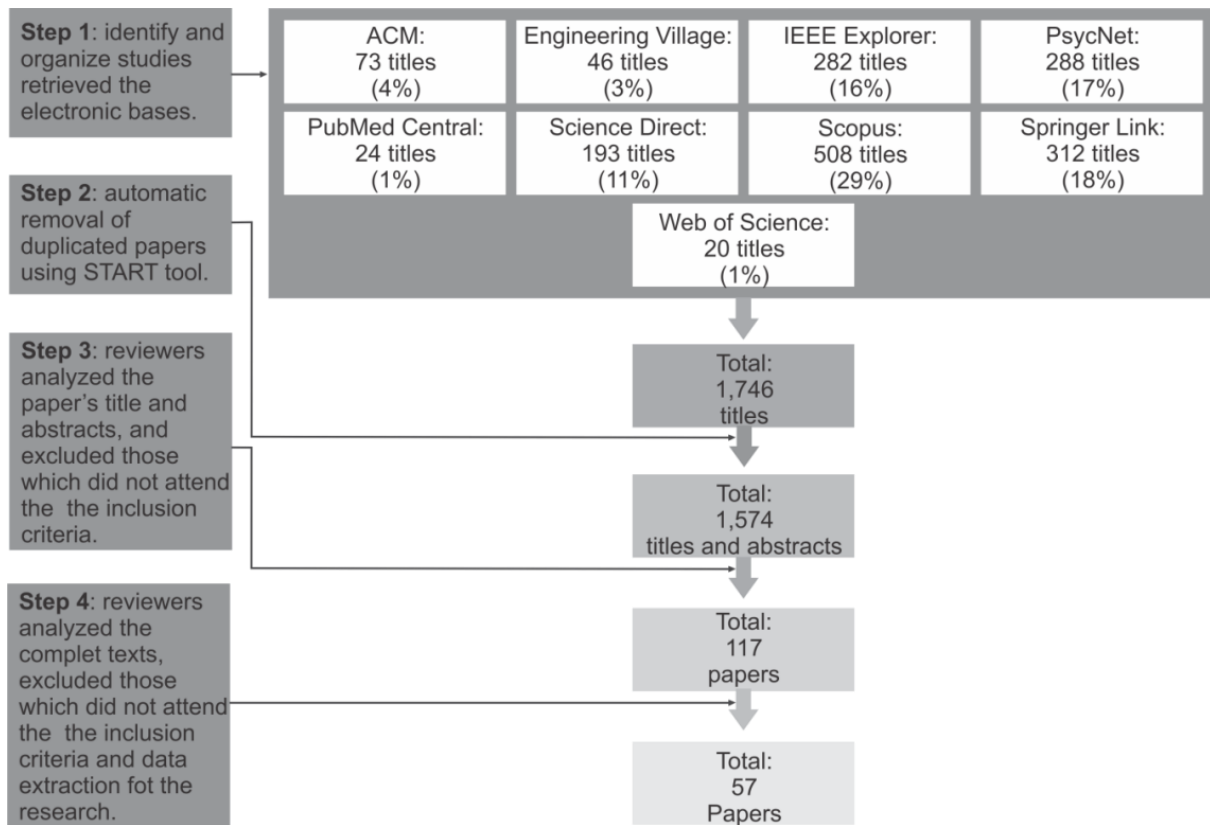 Step 1: identify and
organize studies
retrieved the
electronic bases.
ACM:
73 titles
(4%)
Engineering Village:
46 titles
(3%)
IEEE Explorer:
282 titles
(16%)
PsycNet:
288 titles
(17%)
PubMed Central:
24 titles
(1%)
Science Direct:
193 titles
(11%)
Scopus:
508 titles
(29%)
Springer Link:
312 titles
(18%)
Web of Science:
20 titles
(1%)
Step 2: automatic
removal of
duplicated papers
using START tool.
Total:
1,746
titles
Step 3: reviewers
analyzed the
paper's title and
abstracts, and
excluded those
which did not attend
the the inclusion
criteria.
Total:
1,574
titles and abstracts
Step 4: reviewers
analyzed the
complet texts,
excluded those
which did not attend
the the inclusion
criteria and data
extraction fot the
research.
Total:
117
papers
Total:
57
Papers